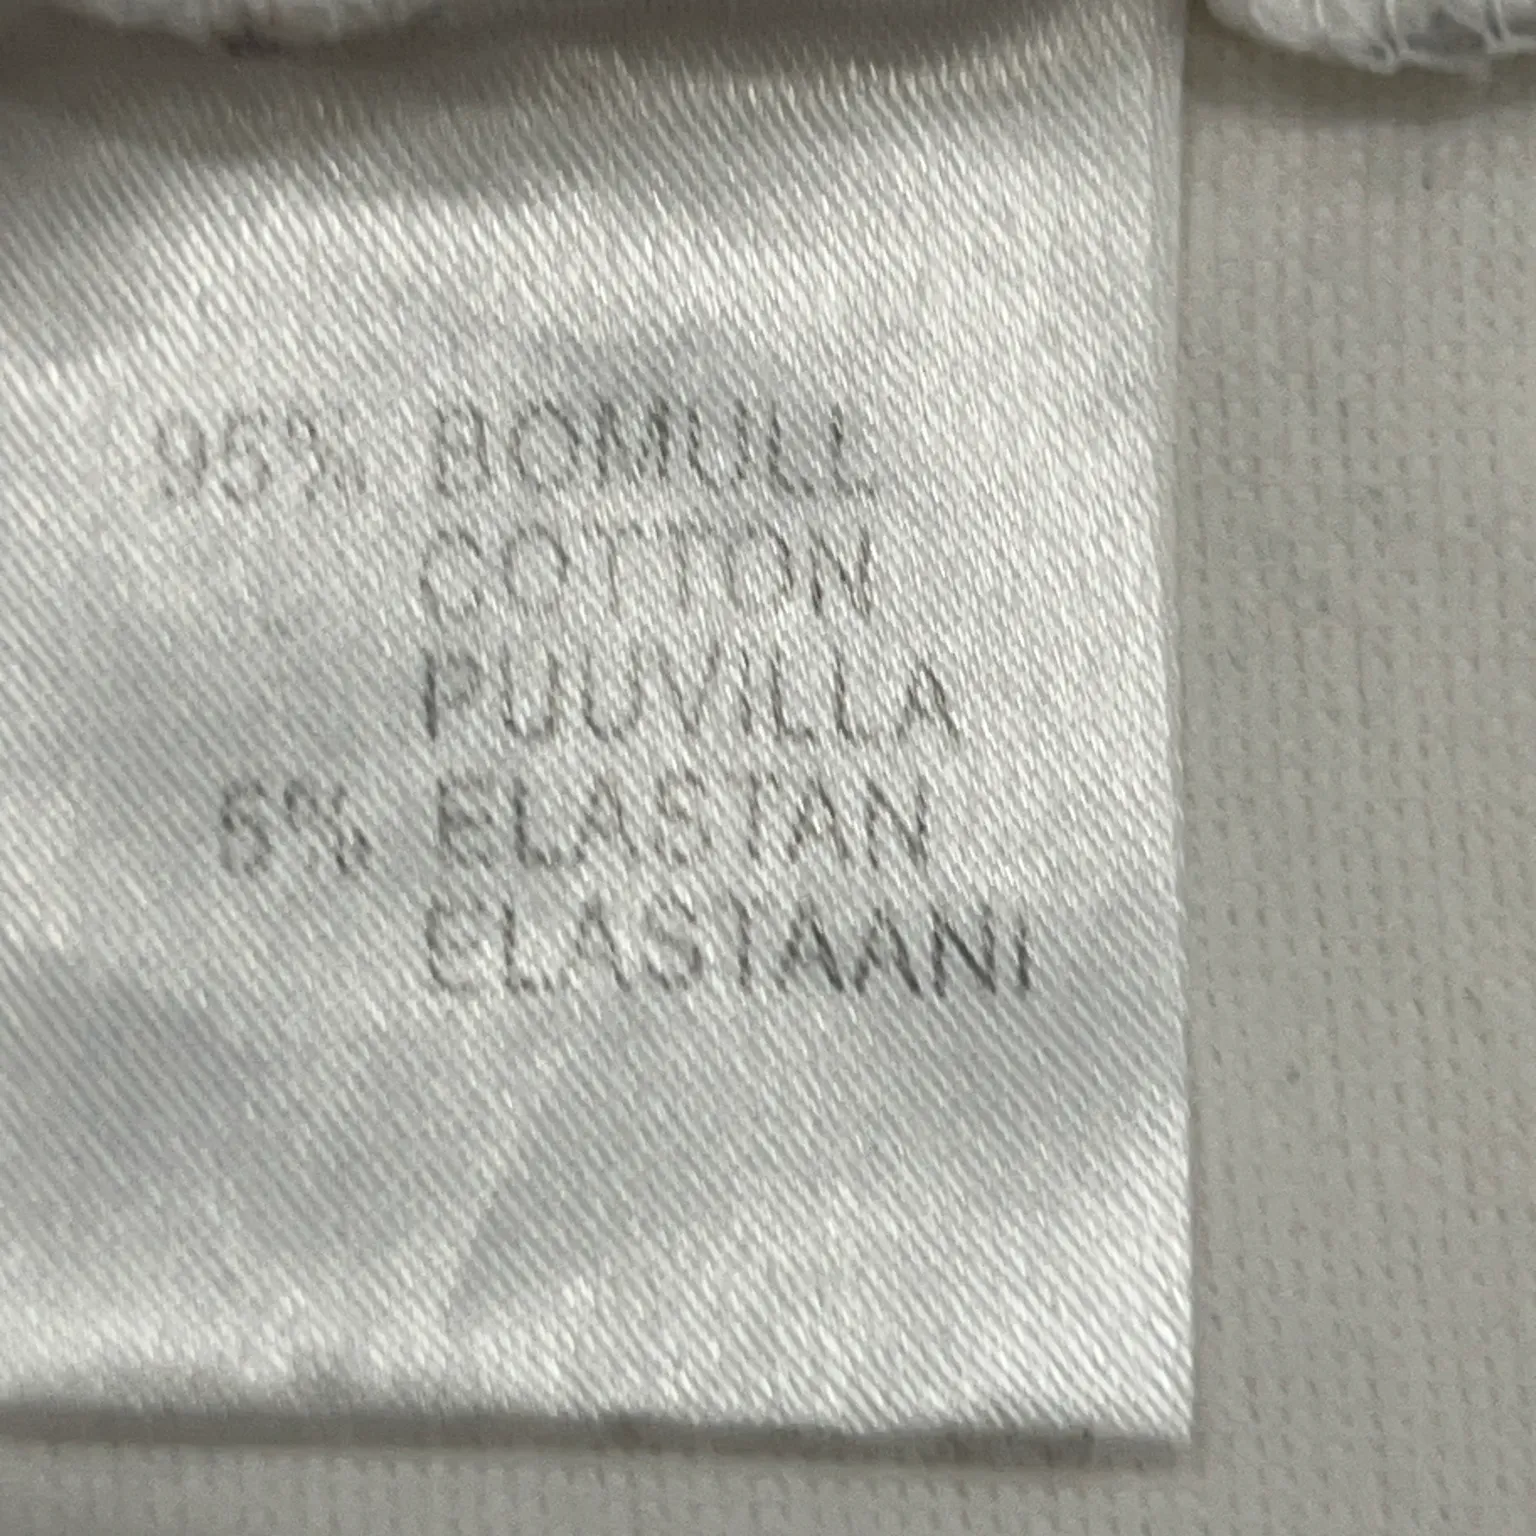 95% BOMULL
COTTON
PUUVILLA
5% ELASTAN
ELASTAANI